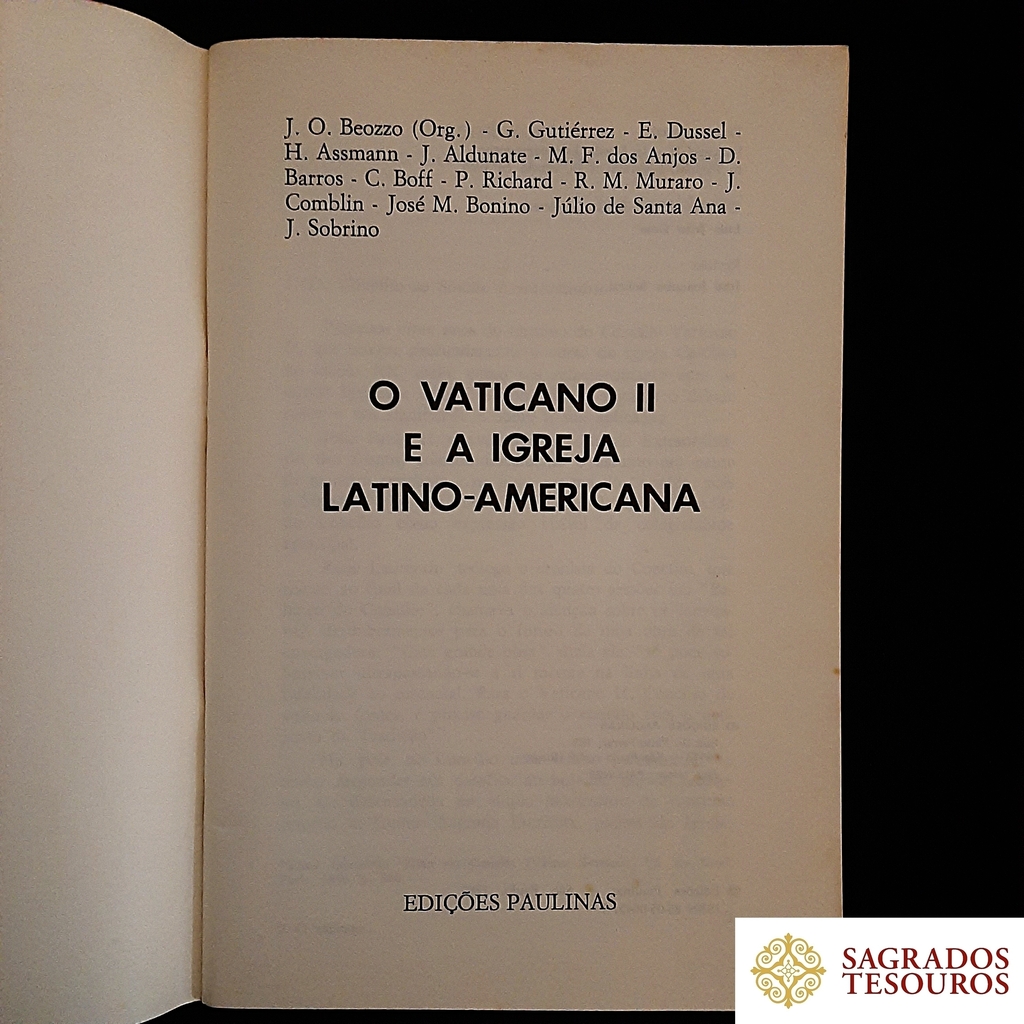 J. O. Beozzo (Org.) - G. Gutiérrez - E. Dussel -
H. Assmann - J. Aldunate - M. F. dos Anjos - D.
Barros - C. Boff - P. Richard - R. M. Muraro - J.
Comblin - José M. Bonino - Júlio de Santa Ana -
J. Sobrino
O VATICANO II
E A IGREJA
LATINO-AMERICANA
EDIÇÕES PAULINAS
SAGRADOS
TESOUROS